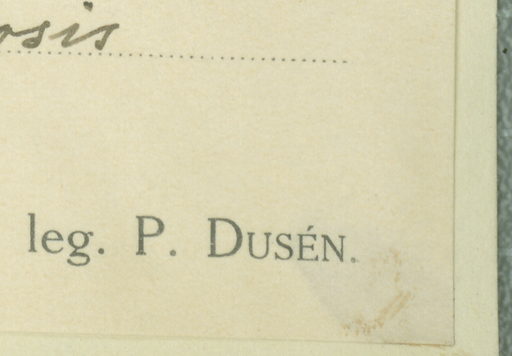 osis
leg. P. DUSÉN.